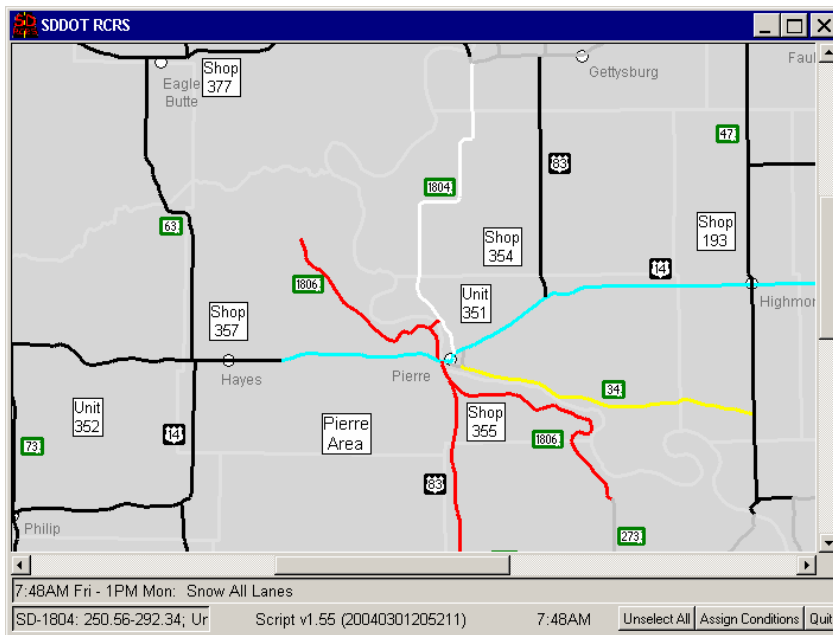 SDDOT RCRS
Shop
377
Eagle
Butte
Gettysburg
Faul
47
83
1804
63
Shop
354
Shop
193
14
1806
Unit
351
Shop
357
Highmor
Hayes
Pierre
34
Unit
352
Pierre
Area
Shop
355
14
73
1806
83
Philip
273
7:48AM Fri - 1PM Mon: Snow All Lanes
SD-1804: 250.56-292.34; Ur
Script v1.55 (20040301205211)
7:48AM
Unselect All
Assign Conditions
Quit